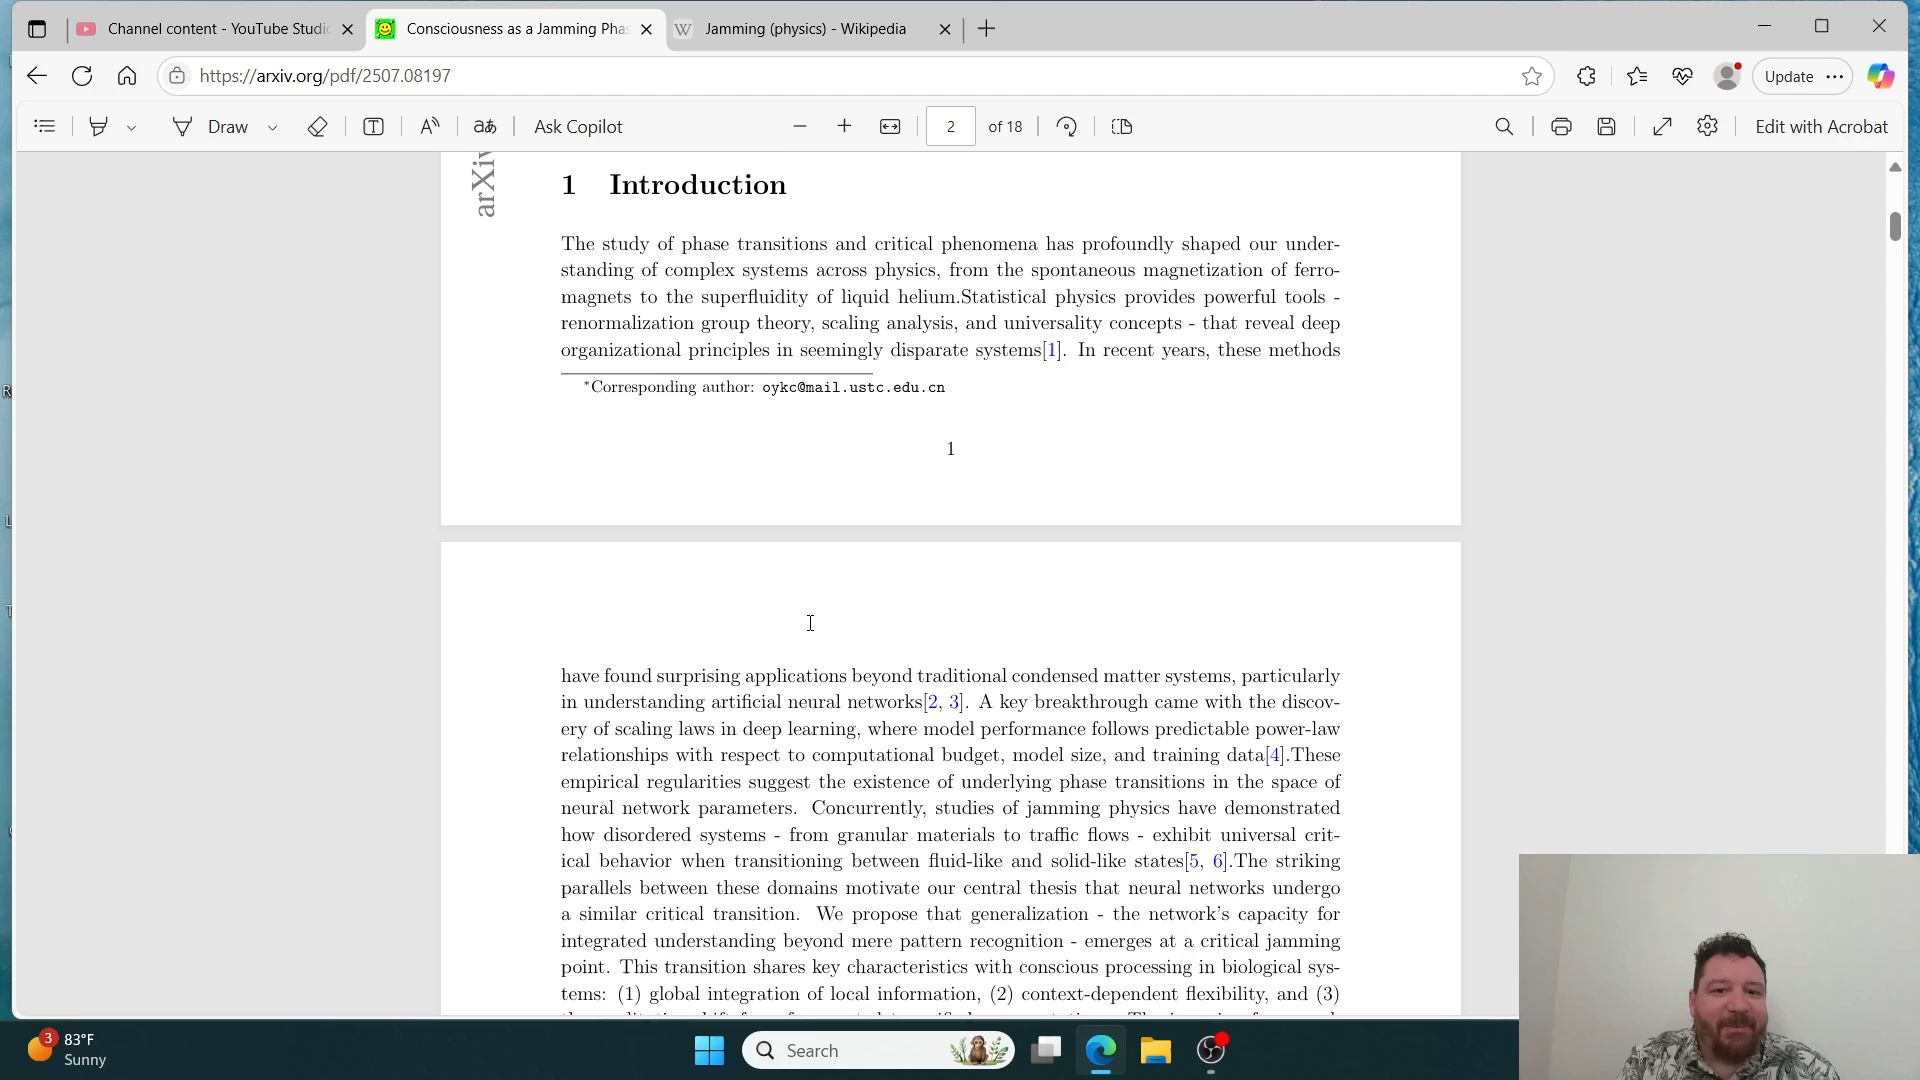 Channel content - YouTube Studi
Consciousness as a Jamming Pha
Jamming (physics) - Wikipedia
https://arxiv.org/pdf/2507.08197
Update
Draw
Ask Copilot
2
of 18
Edit with Acrobat
arXiv
1 Introduction
The study of phase transitions and critical phenomena has profoundly shaped our under-
standing of complex systems across physics, from the spontaneous magnetization of ferro-
magnets to the superfluidity of liquid helium.Statistical physics provides powerful tools -
renormalization group theory, scaling analysis, and universality concepts - that reveal deep
organizational principles in seemingly disparate systems[1]. In recent years, these methods
*Corresponding author: oykc@mail.ustc.edu.cn
1
have found surprising applications beyond traditional condensed matter systems, particularly
in understanding artificial neural networks[2, 3]. A key breakthrough came with the discov-
ery of scaling laws in deep learning, where model performance follows predictable power-law
relationships with respect to computational budget, model size, and training data[4].These
empirical regularities suggest the existence of underlying phase transitions in the space of
neural network parameters. Concurrently, studies of jamming physics have demonstrated
how disordered systems - from granular materials to traffic flows - exhibit universal crit-
ical behavior when transitioning between fluid-like and solid-like states[5, 6].The striking
parallels between these domains motivate our central thesis that neural networks undergo
a similar critical transition. We propose that generalization - the network's capacity for
integrated understanding beyond mere pattern recognition - emerges at a critical jamming
point. This transition shares key characteristics with conscious processing in biological sys-
tems: (1) global integration of local information, (2) context-dependent flexibility, and (3)
3
83°F
Sunny
Search